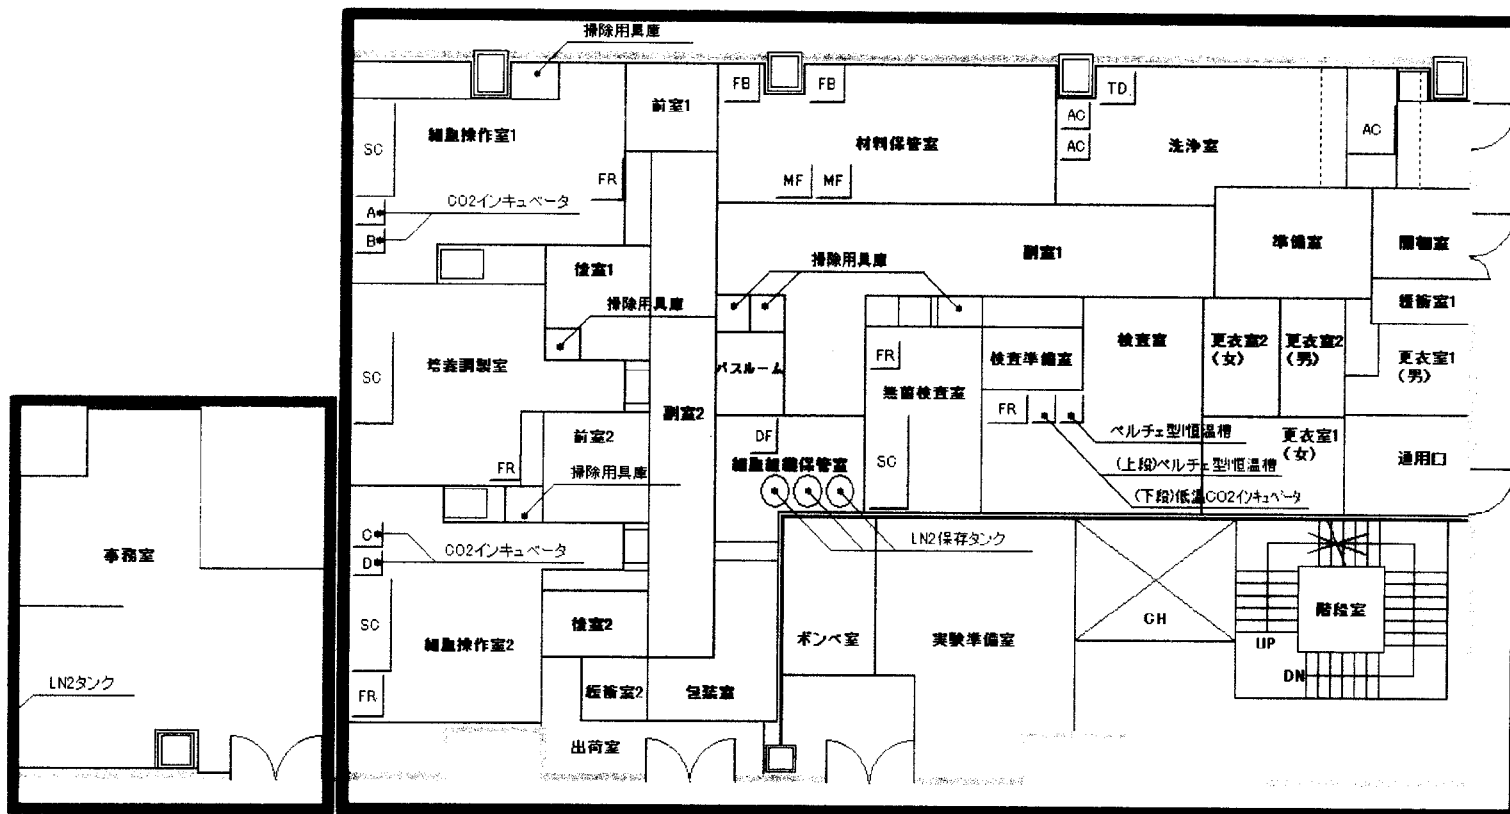 掃除用具庫
FB
FB
TD
前室1
細胞操作室1
材料保管室
洗浄室
AC
AC
AC
SC
FR
MF
MF
CO2インキュベータ
A
B
準備室
開梱室
副室1
掃除用具庫
後室1
掃除用具庫
緩衝室1
検査室
更衣室2
(女)
更衣室2
(男)
更衣室1
(男)
検査準備室
FR
パスルーム
培養調製室
SC
無菌検査室
副室2
FR
ペルチェ型恒温槽
前室2
DF
更衣室1
(女)
通用口
細胞組織保管室
SC
(上段)ペルチェ型恒温槽
FR
掃除用具庫
(下段)低温CO2インキュベータ
LN2保存タンク
C
CO2インキュベータ
D
事務室
階段室
CH
UP
DN
SC
細胞操作室2
後室2
ボンベ室
実験準備室
LN2タンク
FR
緩衝室2
包装室
出荷室